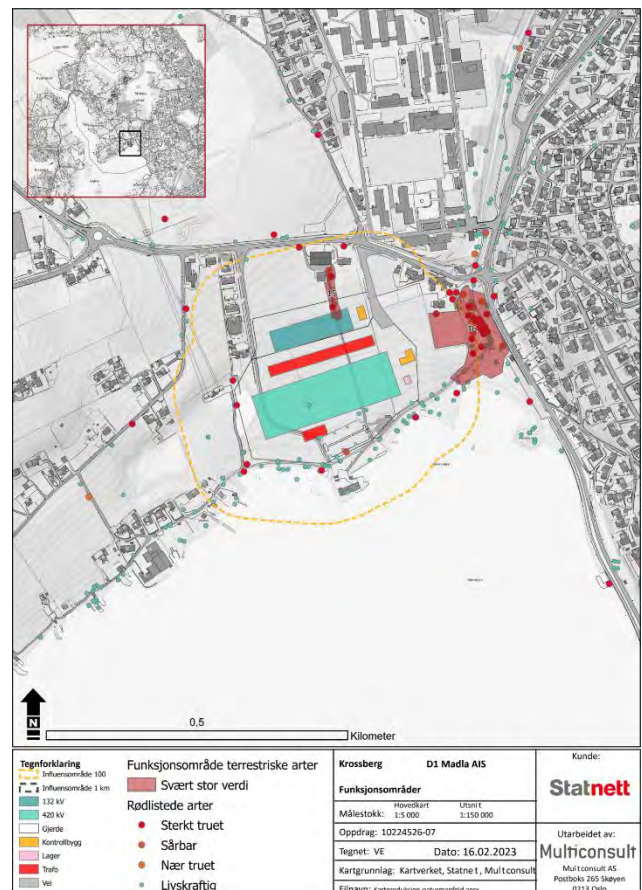 16
N
0,5
Kilometer
Tegnforklaring
Influensområde 100
Influensområde 1 km
132 kV
420 kV
Gjerde
Kontrollbygg
Lager
Trafo
Vei
Funksjonsområde terrestriske arter
Svært stor verdi
Rødlistede arter
Sterkt truet
Sårbar
Nær truet
Livskraftig
Krossberg D1 Madla AIS
Funksjonsområder
Hovedkart Utsnitt
Målestokk: 1:5 000 1:150 000
Oppdrag: 10224526-07
Tegnet: VE Dato: 16.02.2023
Kartgrunnlag: Kartverket, Statnett, Multconsult
Kunde:
Statnett
Utarbeidet av:
Multiconsult
Multconsult AS
Postboks 265 Skøyen
0213 Oslo